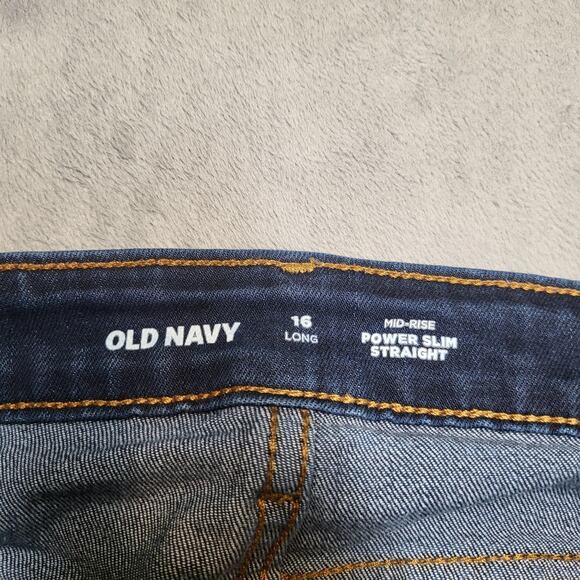 OLD NAVY
16
LONG
MID-RISE
POWER SLIM
STRAIGHT